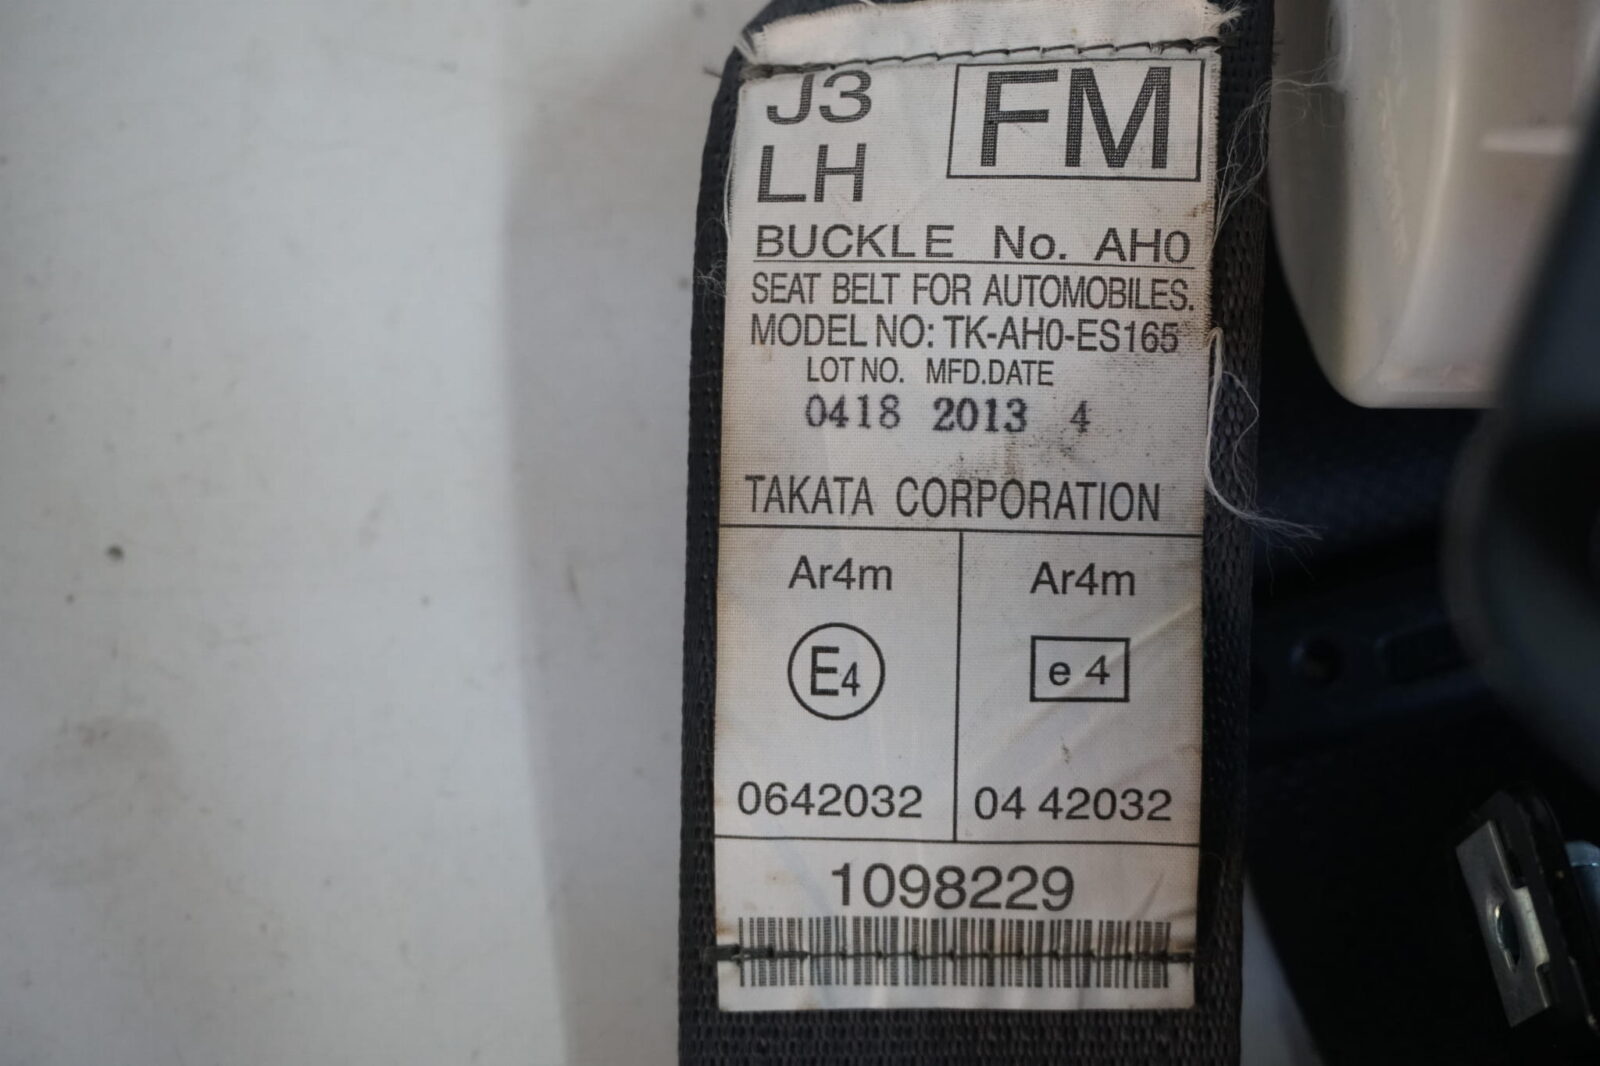 J3 FM
LH
BUCKLE No. AH0
SEAT BELT FOR AUTOMOBILES.
MODEL NO: TK-AH0-ES165
LOT NO. MFD.DATE
0418 2013 4
TAKATA CORPORATION
Ar4m Ar4m
E4 e 4
0642032 04 42032
1098229